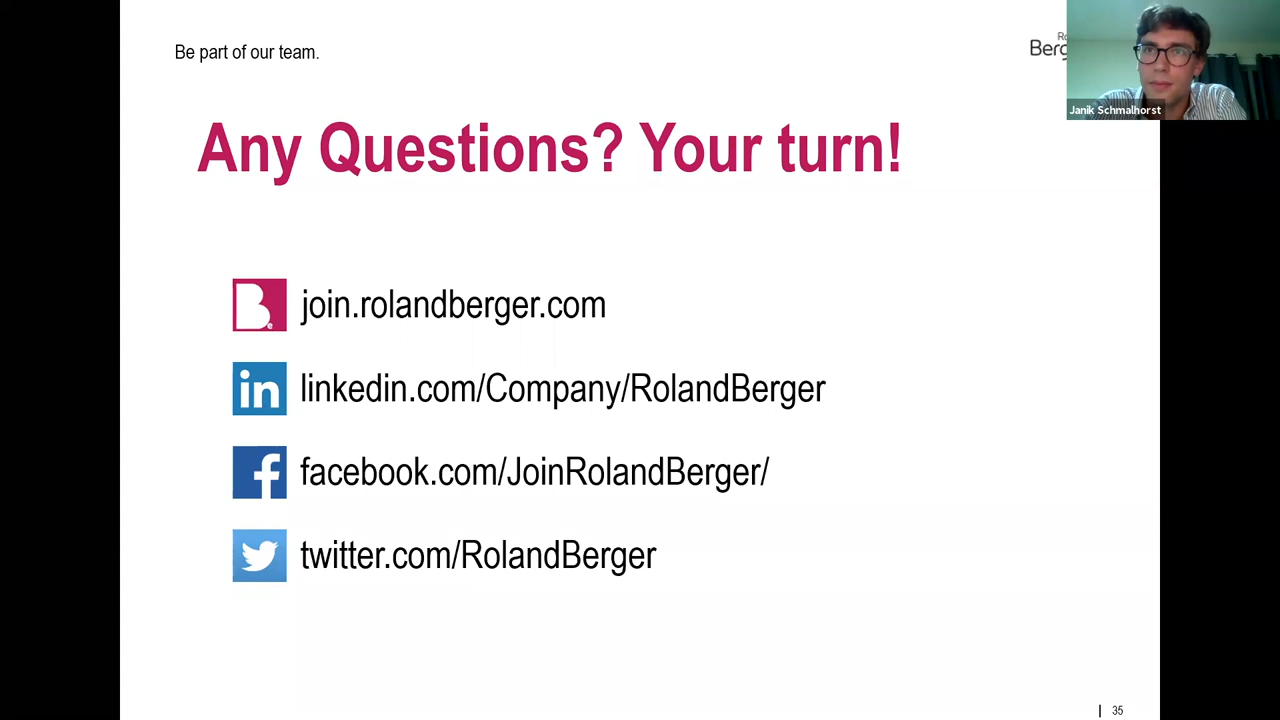 Be part of our team.
Janik Schmalhorst
Any Questions? Your turn!
join.rolandberger.com
linkedin.com/Company/RolandBerger
facebook.com/JoinRolandBerger/
twitter.com/RolandBerger
35